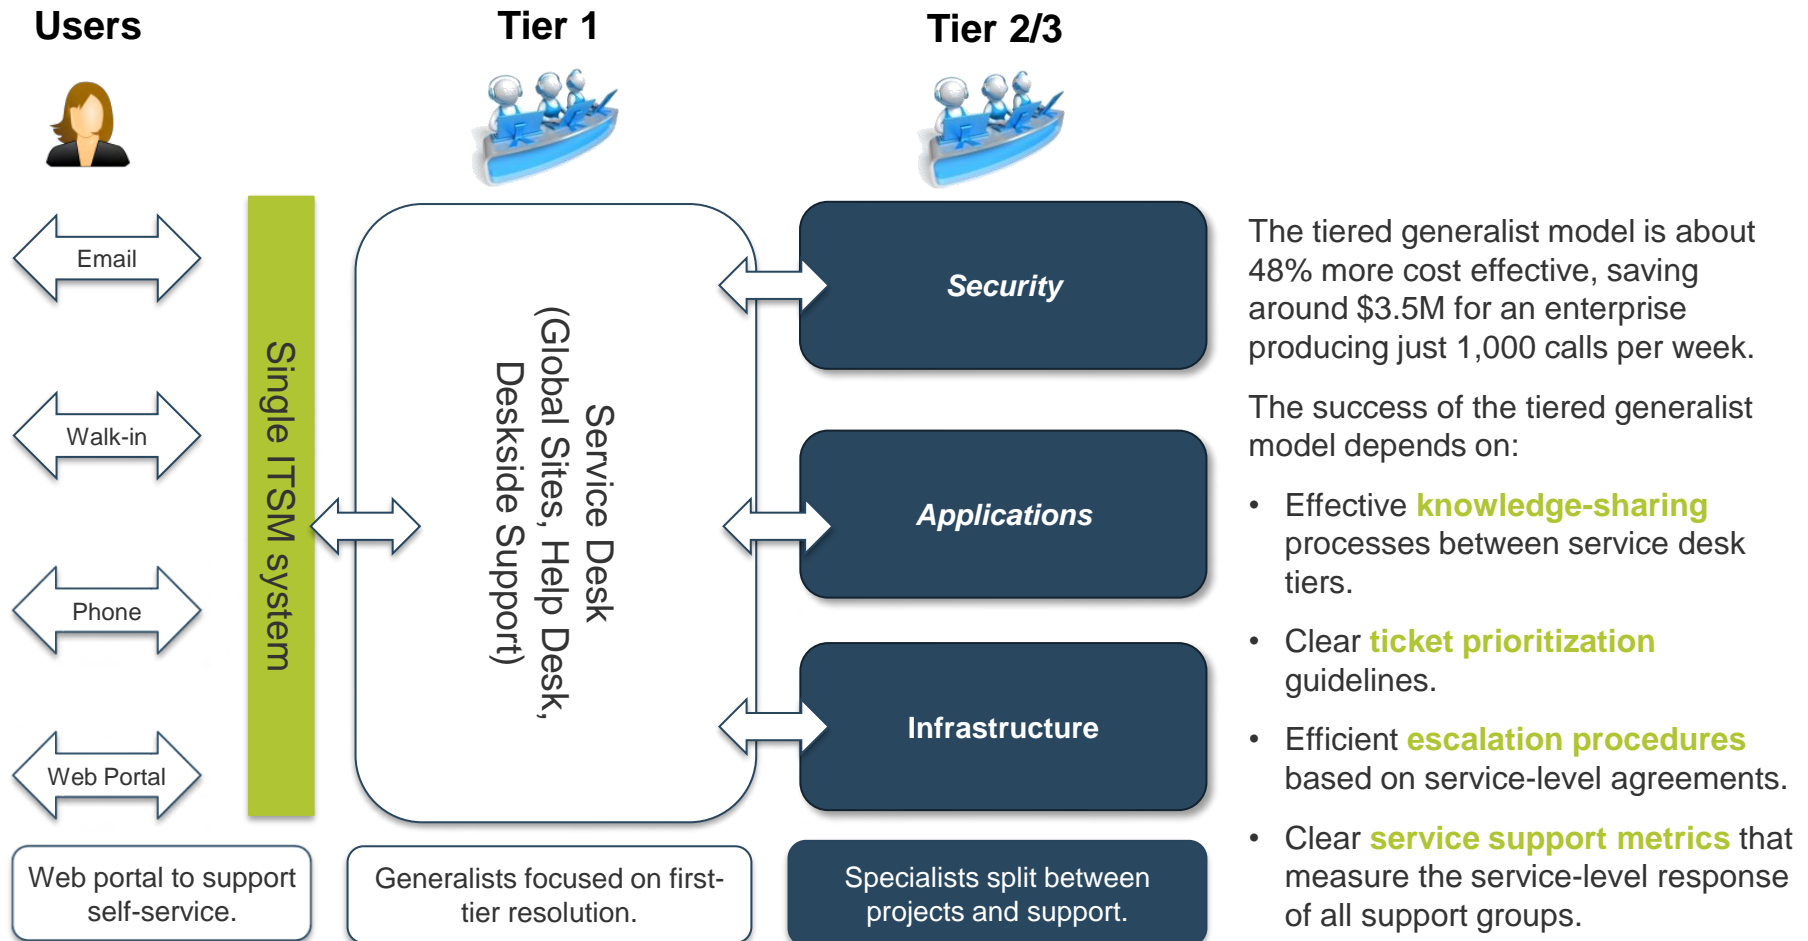 Users
Tier 1
Tier 2/3
Email
Walk-in
Phone
Web Portal
Single ITSM system
Service Desk
(Global Sites, Help Desk,
Deskside Support)
Security
Applications
Infrastructure
Web portal to support
self-service.
Generalists focused on first-
tier resolution.
Specialists split between
projects and support.
The tiered generalist model is about
48% more cost effective, saving
around $3.5M for an enterprise
producing just 1,000 calls per week.
The success of the tiered generalist
model depends on:
• Effective knowledge-sharing
processes between service desk
tiers.
• Clear ticket prioritization
guidelines.
• Efficient escalation procedures
based on service-level agreements.
• Clear service support metrics that
measure the service-level response
of all support groups.